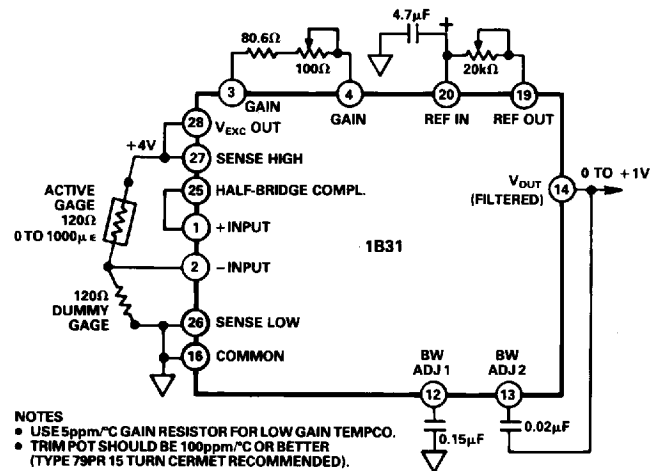 4.7μF
+
80.6Ω
100Ω
20kΩ
3
GAIN
4
GAIN
20
REF IN
19
REF OUT
28
VEXC OUT
+4V
27
SENSE HIGH
25
HALF-BRIDGE COMPL.
1
+INPUT
2
–INPUT
26
SENSE LOW
16
COMMON
ACTIVE
GAGE
120Ω
0 TO 1000με
120Ω
DUMMY
GAGE
1B31
VOUT
(FILTERED)
14
0 TO +1V
BW
ADJ 1
12
BW
ADJ 2
13
0.15μF
0.02μF
NOTES
• USE 5ppm/°C GAIN RESISTOR FOR LOW GAIN TEMPCO.
• TRIM POT SHOULD BE 100ppm/°C OR BETTER
(TYPE 79PR 15 TURN CERMET RECOMMENDED).